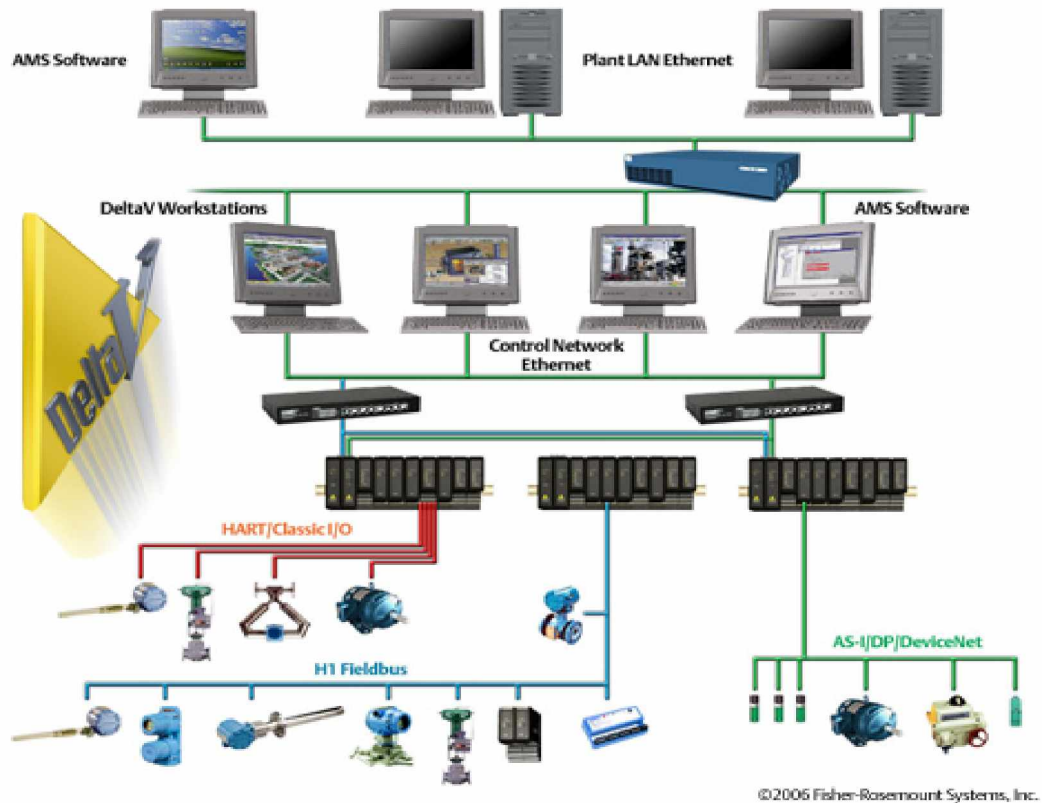 AMS Software
Plant LAN Ethernet
DeltaV Workstations
AMS Software
DeltaV
Control Network
Ethernet
HART/Classic I/O
AS-I/DP/DeviceNet
H1 Fieldbus
©2006 Fisher-Rosemount Systems, Inc.